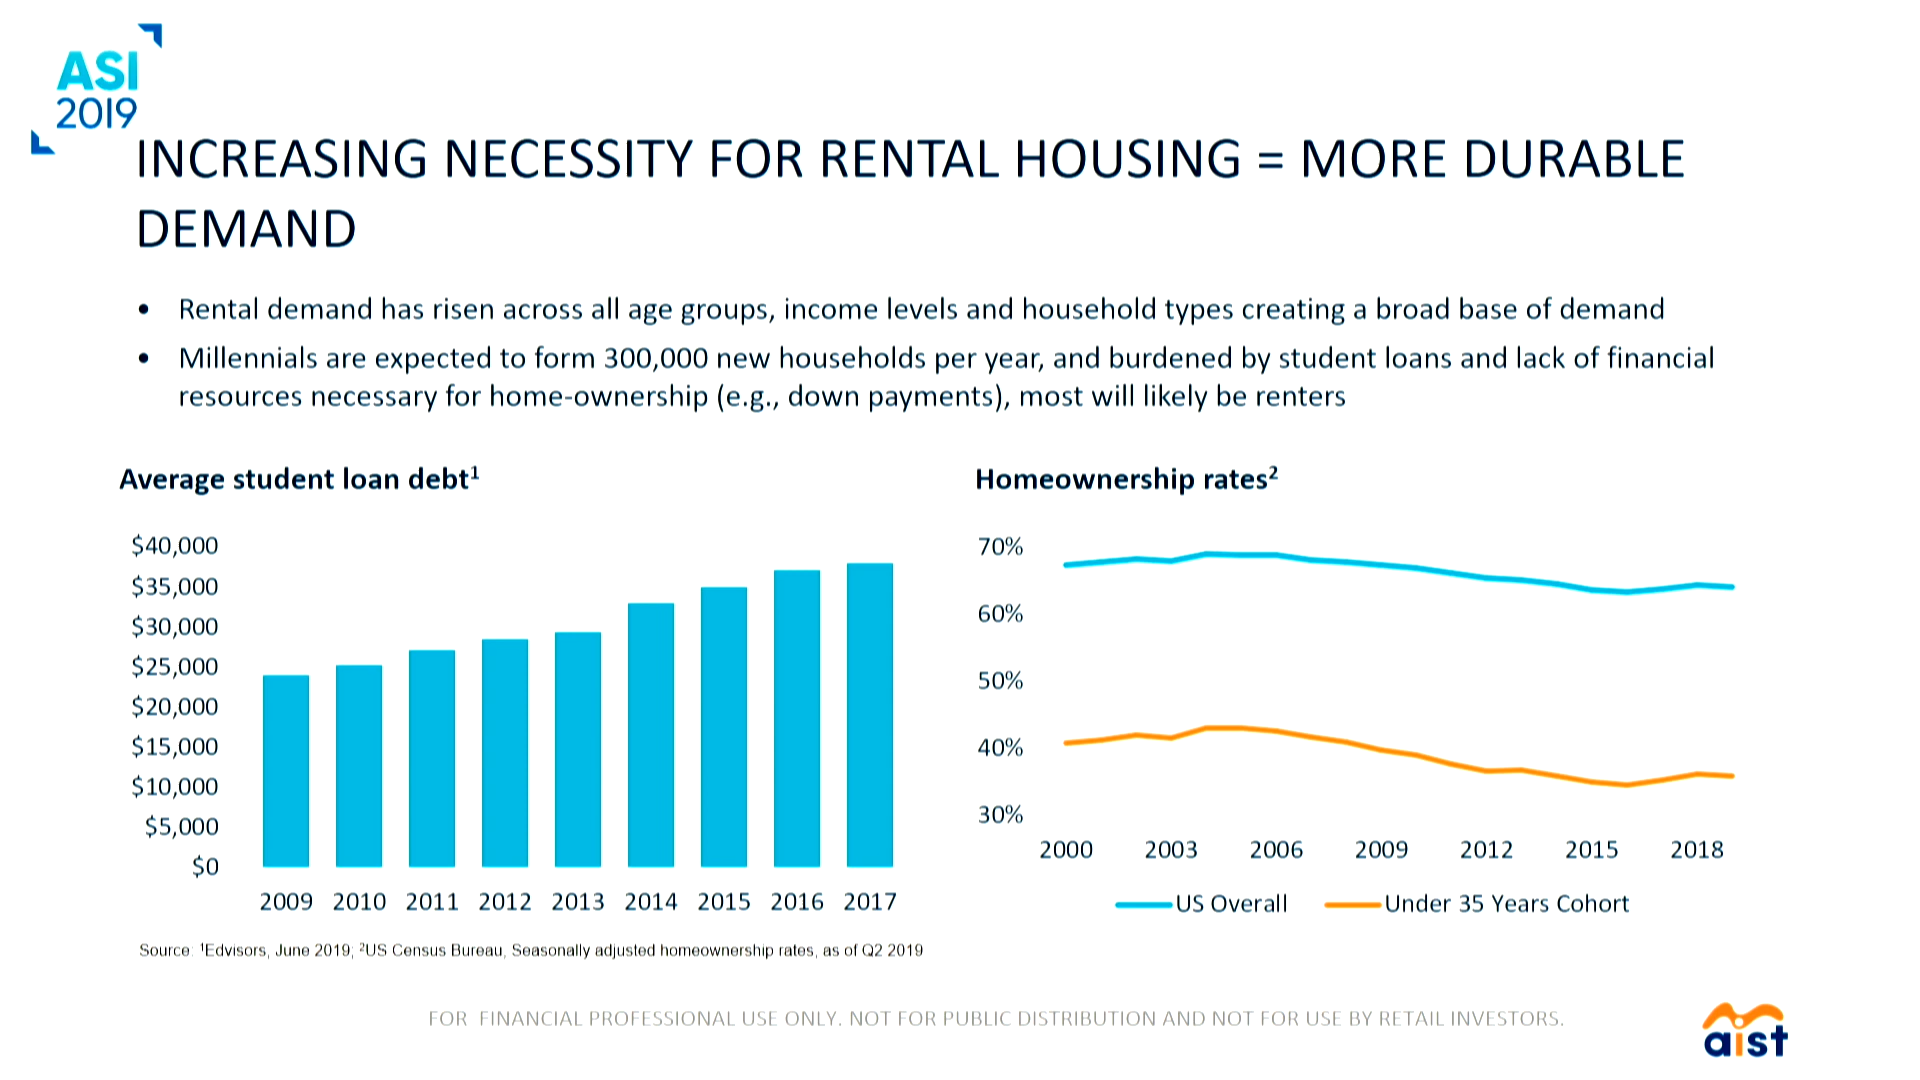 ASI
2019
INCREASING NECESSITY FOR RENTAL HOUSING = MORE DURABLE
DEMAND
• Rental demand has risen across all age groups, income levels and household types creating a broad base of demand
• Millennials are expected to form 300,000 new households per year, and burdened by student loans and lack of financial
resources necessary for home-ownership (e.g., down payments), most will likely be renters
Average student loan debt¹
$40,000
$35,000
$30,000
$25,000
$20,000
$15,000
$10,000
$5,000
$0
2009 2010 2011 2012 2013 2014 2015 2016 2017
Homeownership rates²
70%
60%
50%
40%
30%
2000 2003 2006 2009 2012 2015 2018
US Overall Under 35 Years Cohort
Source: ¹Edvisors, June 2019; ²US Census Bureau, Seasonally adjusted homeownership rates, as of Q2 2019
FOR FINANCIAL PROFESSIONAL USE ONLY. NOT FOR PUBLIC DISTRIBUTION AND NOT FOR USE BY RETAIL INVESTORS.
aist